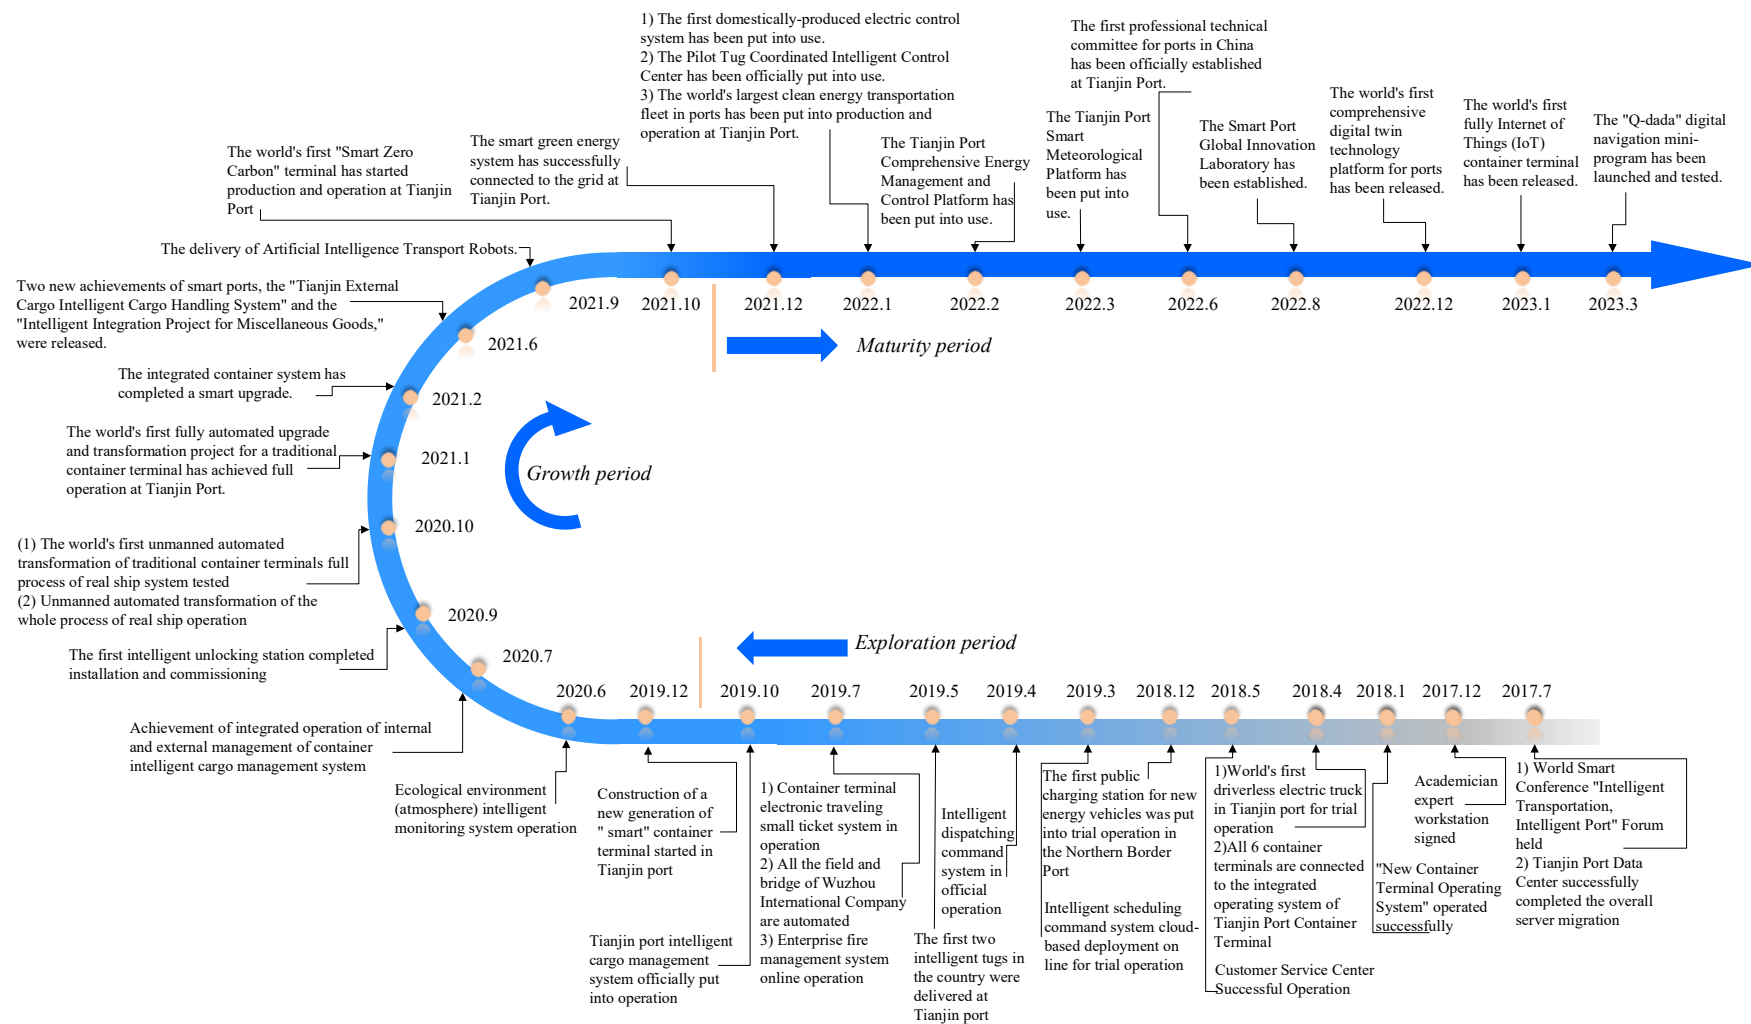 1) The first domestically-produced electric control
system has been put into use.
2) The Pilot Tug Coordinated Intelligent Control
Center has been officially put into use.
3) The world's largest clean energy transportation
fleet in ports has been put into production and
operation at Tianjin Port.
The first professional technical
committee for ports in China
has been officially established
at Tianjin Port.
The world's first "Smart Zero
Carbon" terminal has started
production and operation at Tianjin
Port
The smart green energy
system has successfully
connected to the grid at
Tianjin Port.
The Tianjin Port
Comprehensive Energy
Management and
Control Platform has
been put into use.
The Tianjin Port
Smart
Meteorological
Platform has
been put into
use.
The Smart Port
Global Innovation
Laboratory has
been established.
The world's first
comprehensive
digital twin
technology
platform for ports
has been released.
The world's first
fully Internet of
Things (IoT)
container terminal
has been released.
The "Q-dada" digital
navigation mini-
program has been
launched and tested.
The delivery of Artificial Intelligence Transport Robots.
2021.9
2021.10
2021.12
2022.1
2022.2
2022.3
2022.6
2022.8
2022.12
2023.1
2023.3
Two new achievements of smart ports, the "Tianjin External
Cargo Intelligent Cargo Handling System" and the
"Intelligent Integration Project for Miscellaneous Goods,"
were released.
2021.6
Maturity period
The integrated container system has
completed a smart upgrade.
2021.2
The world's first fully automated upgrade
and transformation project for a traditional
container terminal has achieved full
operation at Tianjin Port.
2021.1
Growth period
2020.10
(1) The world's first unmanned automated
transformation of traditional container terminals full
process of real ship system tested
(2) Unmanned automated transformation of the
whole process of real ship operation
2020.9
The first intelligent unlocking station completed
installation and commissioning
2020.7
Exploration period
Achievement of integrated operation of internal
and external management of container
intelligent cargo management system
2020.6
2019.12
2019.10
2019.7
2019.5
2019.4
2019.3
2018.12
2018.5
2018.4
2018.1
2017.12
2017.7
Ecological environment
(atmosphere) intelligent
monitoring system operation
Construction of a
new generation of
" smart" container
terminal started in
Tianjin port
Tianjin port intelligent
cargo management
system officially put
into operation
1) Container terminal
electronic traveling
small ticket system in
operation
2) All the field and
bridge of Wuzhou
International Company
are automated
3) Enterprise fire
management system
online operation
The first two
intelligent tugs in
the country were
delivered at
Tianjin port
Intelligent
dispatching
command
system in
official
operation
The first public
charging station for new
energy vehicles was put
into trial operation in
the Northern Border
Port
Intelligent scheduling
command system cloud-
based deployment on
line for trial operation
1)World's first
driverless electric truck
in Tianjin port for trial
operation
2)All 6 container
terminals are connected
to the integrated
operating system of
Tianjin Port Container
Terminal
Customer Service Center
Successful Operation
"New Container
Terminal Operating
System" operated
successfully
Academician
expert
workstation
signed
1) World Smart
Conference "Intelligent
Transportation,
Intelligent Port" Forum
held
2) Tianjin Port Data
Center successfully
completed the overall
server migration